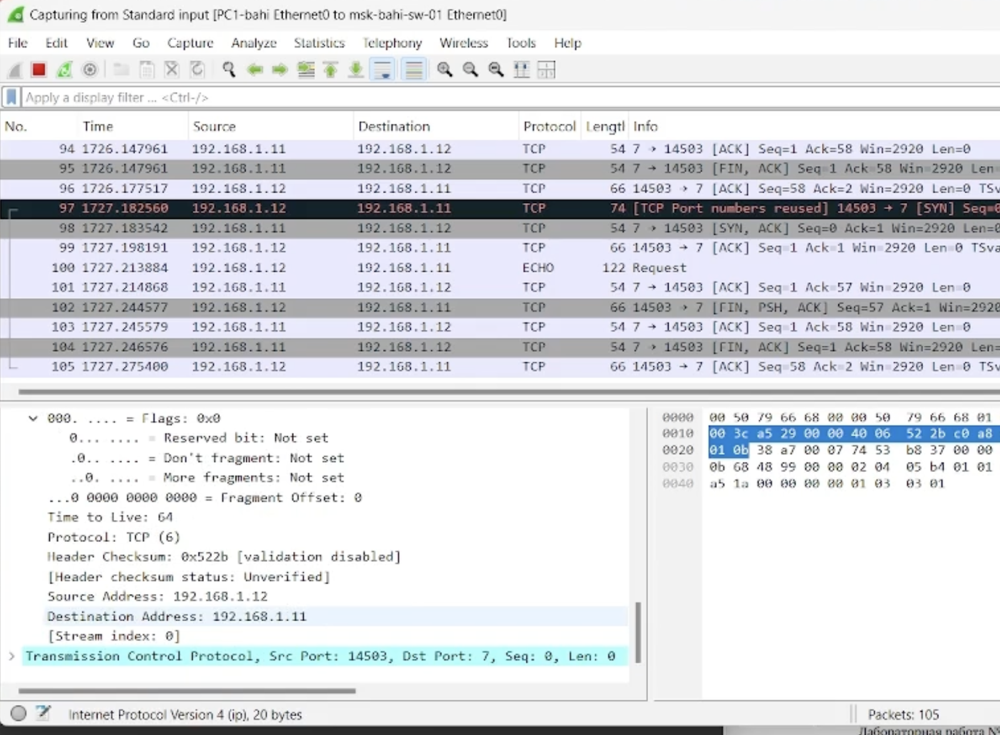 Capturing from Standard input [PC1-bahi Ethernet0 to msk-bahi-sw-01 Ethernet0]
File Edit View Go Capture Analyze Statistics Telephony Wireless Tools Help
Apply a display filter ... <Ctrl-/>
No. Time Source Destination Protocol Lengtl Info
94 1726.147961 192.168.1.11 192.168.1.12 TCP 54 7 → 14503 [ACK] Seq=1 Ack=58 Win=2920 Len=0
95 1726.147961 192.168.1.11 192.168.1.12 TCP 54 7 → 14503 [FIN, ACK] Seq=1 Ack=58 Win=2920 Len=
96 1726.177517 192.168.1.12 192.168.1.11 TCP 66 14503 → 7 [ACK] Seq=58 Ack=2 Win=2920 Len=0 TSv
97 1727.182560 192.168.1.12 192.168.1.11 TCP 74 [TCP Port numbers reused] 14503 → 7 [SYN] Seq=0
98 1727.183542 192.168.1.11 192.168.1.12 TCP 54 7 → 14503 [SYN, ACK] Seq=0 Ack=1 Win=2920 Len=0
99 1727.198191 192.168.1.12 192.168.1.11 TCP 66 14503 → 7 [ACK] Seq=1 Ack=1 Win=2920 Len=0 TSva
100 1727.213884 192.168.1.12 192.168.1.11 ECHO 122 Request
101 1727.214868 192.168.1.11 192.168.1.12 TCP 54 7 → 14503 [ACK] Seq=1 Ack=57 Win=2920 Len=0
102 1727.244577 192.168.1.12 192.168.1.11 TCP 66 14503 → 7 [FIN, PSH, ACK] Seq=57 Ack=1 Win=2920
103 1727.245579 192.168.1.11 192.168.1.12 TCP 54 7 → 14503 [ACK] Seq=1 Ack=58 Win=2920 Len=0
104 1727.246576 192.168.1.11 192.168.1.12 TCP 54 7 → 14503 [FIN, ACK] Seq=1 Ack=58 Win=2920 Len=
105 1727.275400 192.168.1.12 192.168.1.11 TCP 66 14503 → 7 [ACK] Seq=58 Ack=2 Win=2920 Len=0 TSv
000. .... = Flags: 0x0
0... .... = Reserved bit: Not set
.0.. .... = Don't fragment: Not set
..0. .... = More fragments: Not set
...0 0000 0000 0000 = Fragment Offset: 0
Time to Live: 64
Protocol: TCP (6)
Header Checksum: 0x522b [validation disabled]
[Header checksum status: Unverified]
Source Address: 192.168.1.12
Destination Address: 192.168.1.11
[Stream index: 0]
Transmission Control Protocol, Src Port: 14503, Dst Port: 7, Seq: 0, Len: 0
0000 00 50 79 66 68 00 00 50 79 66 68 01
0010 00 3c a5 29 00 00 40 06 52 2b c0 a8
0020 01 0b 38 a7 00 07 74 53 b8 37 00 00
0030 0b 68 48 99 00 00 02 04 05 b4 01 01
0040 a5 1a 00 00 00 00 01 03 03 01
Internet Protocol Version 4 (ip), 20 bytes
Packets: 105
Лабораторная работа №